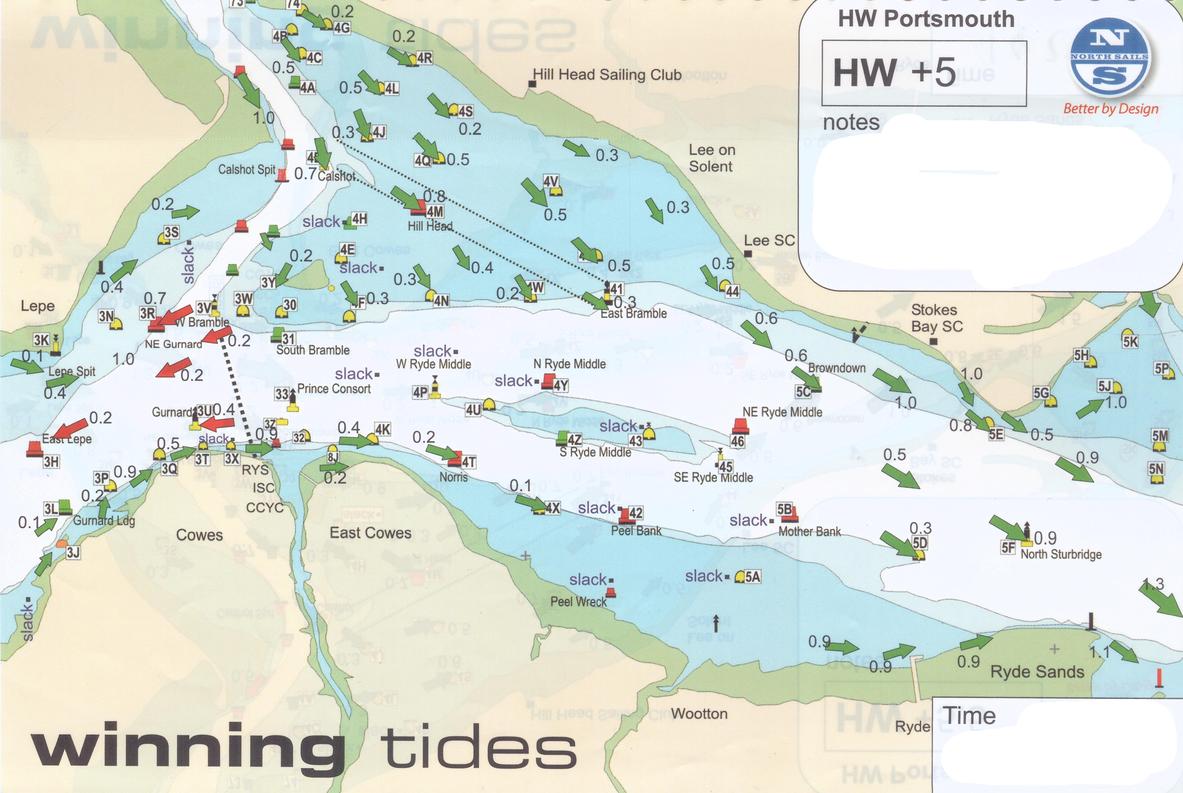 HW Portsmouth
HW +5
notes
N
NORTH SAILS
S
Better by Design
73
74
0.2
4G
4B
4C
0.2
4R
0.5
4A
0.5
4L
Hill Head Sailing Club
1.0
4S
0.2
0.3
4J
4Q
0.5
0.3
Lee on
Solent
Calshot Spit
0.7
Calshot
4V
0.5
0.3
0.2
3S
slack
slack
4H
0.8
4M
Hill Head
4E
slack
0.4
0.5
Lee SC
0.4
0.2
3Y
0.3
4N
0.2
4W
41
0.3
East Bramble
0.5
44
Lepe
0.7
3R
3V
3W
30
F
0.3
3N
W Bramble
NE Gurnard
0.2
31
South Bramble
0.6
Stokes
Bay SC
3K
0.1
Lepe Spit
0.4
1.0
0.2
slack
W Ryde Middle
slack
N Ryde Middle
0.6
Browndown
5C
1.0
1.0
5K
5H
5P
5J
1.0
5G
33
Prince Consort
4P
slack
4Y
4U
NE Ryde Middle
46
0.8
5E
0.5
Gurnard
3U
0.4
0.2
East Lepe
3H
slack
0.9
3Z
32
0.4
4K
0.2
4T
Norris
4Z
S Ryde Middle
slack
43
45
SE Ryde Middle
0.5
0.9
5M
5N
0.5
3Q
3T
3X
RYS
ISC
CCYC
8J
0.2
3P
0.9
0.2
3L
0.1
Gurnard Ldg
3J
Cowes
East Cowes
0.1
4X
slack
42
Peel Bank
slack
5B
Mother Bank
0.3
5D
5F
0.9
North Sturbridge
slack
slack
Peel Wreck
slack
5A
1.3
0.9
0.9
0.9
Ryde Sands
1.1
Wootton
Ryde
Time
winning tides